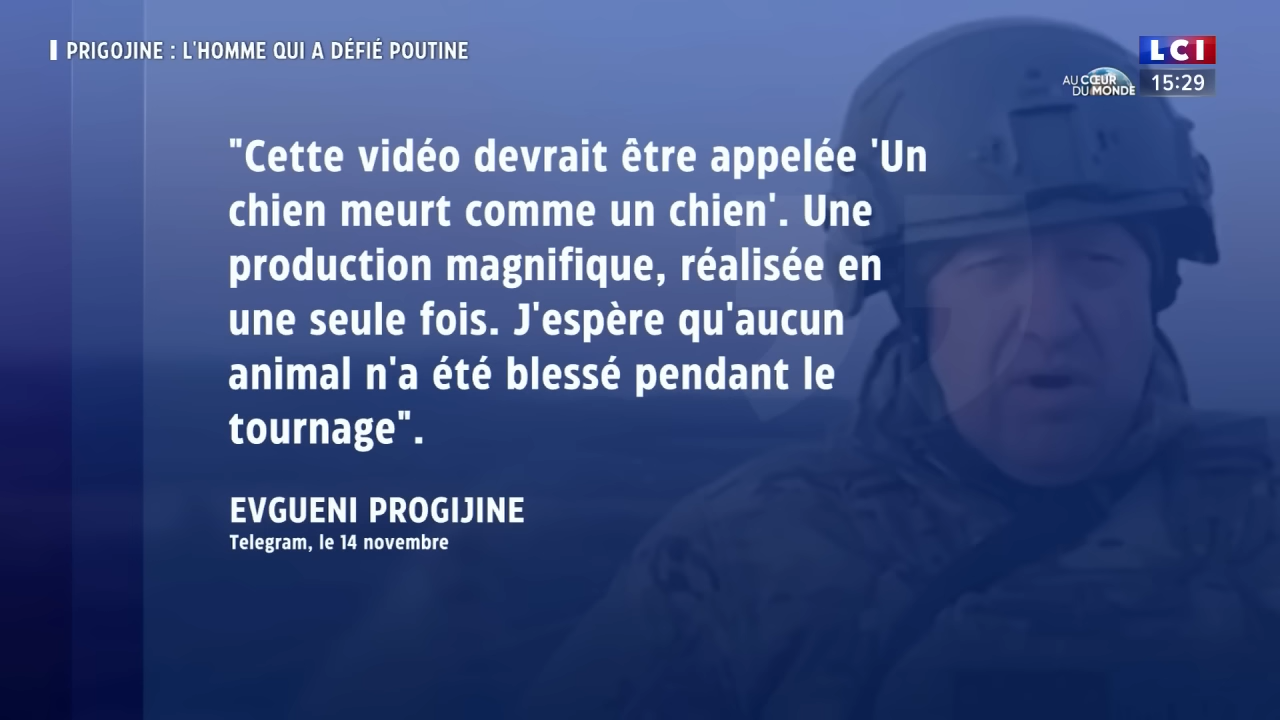 PRIGOJINE : L'HOMME QUI A DÉFIÉ POUTINE
LCI
AU CŒUR
DU MONDE
15:29
"Cette vidéo devrait être appelée 'Un
chien meurt comme un chien'. Une
production magnifique, réalisée en
une seule fois. J'espère qu'aucun
animal n'a été blessé pendant le
tournage".
EVGUENI PROGIJINE
Telegram, le 14 novembre